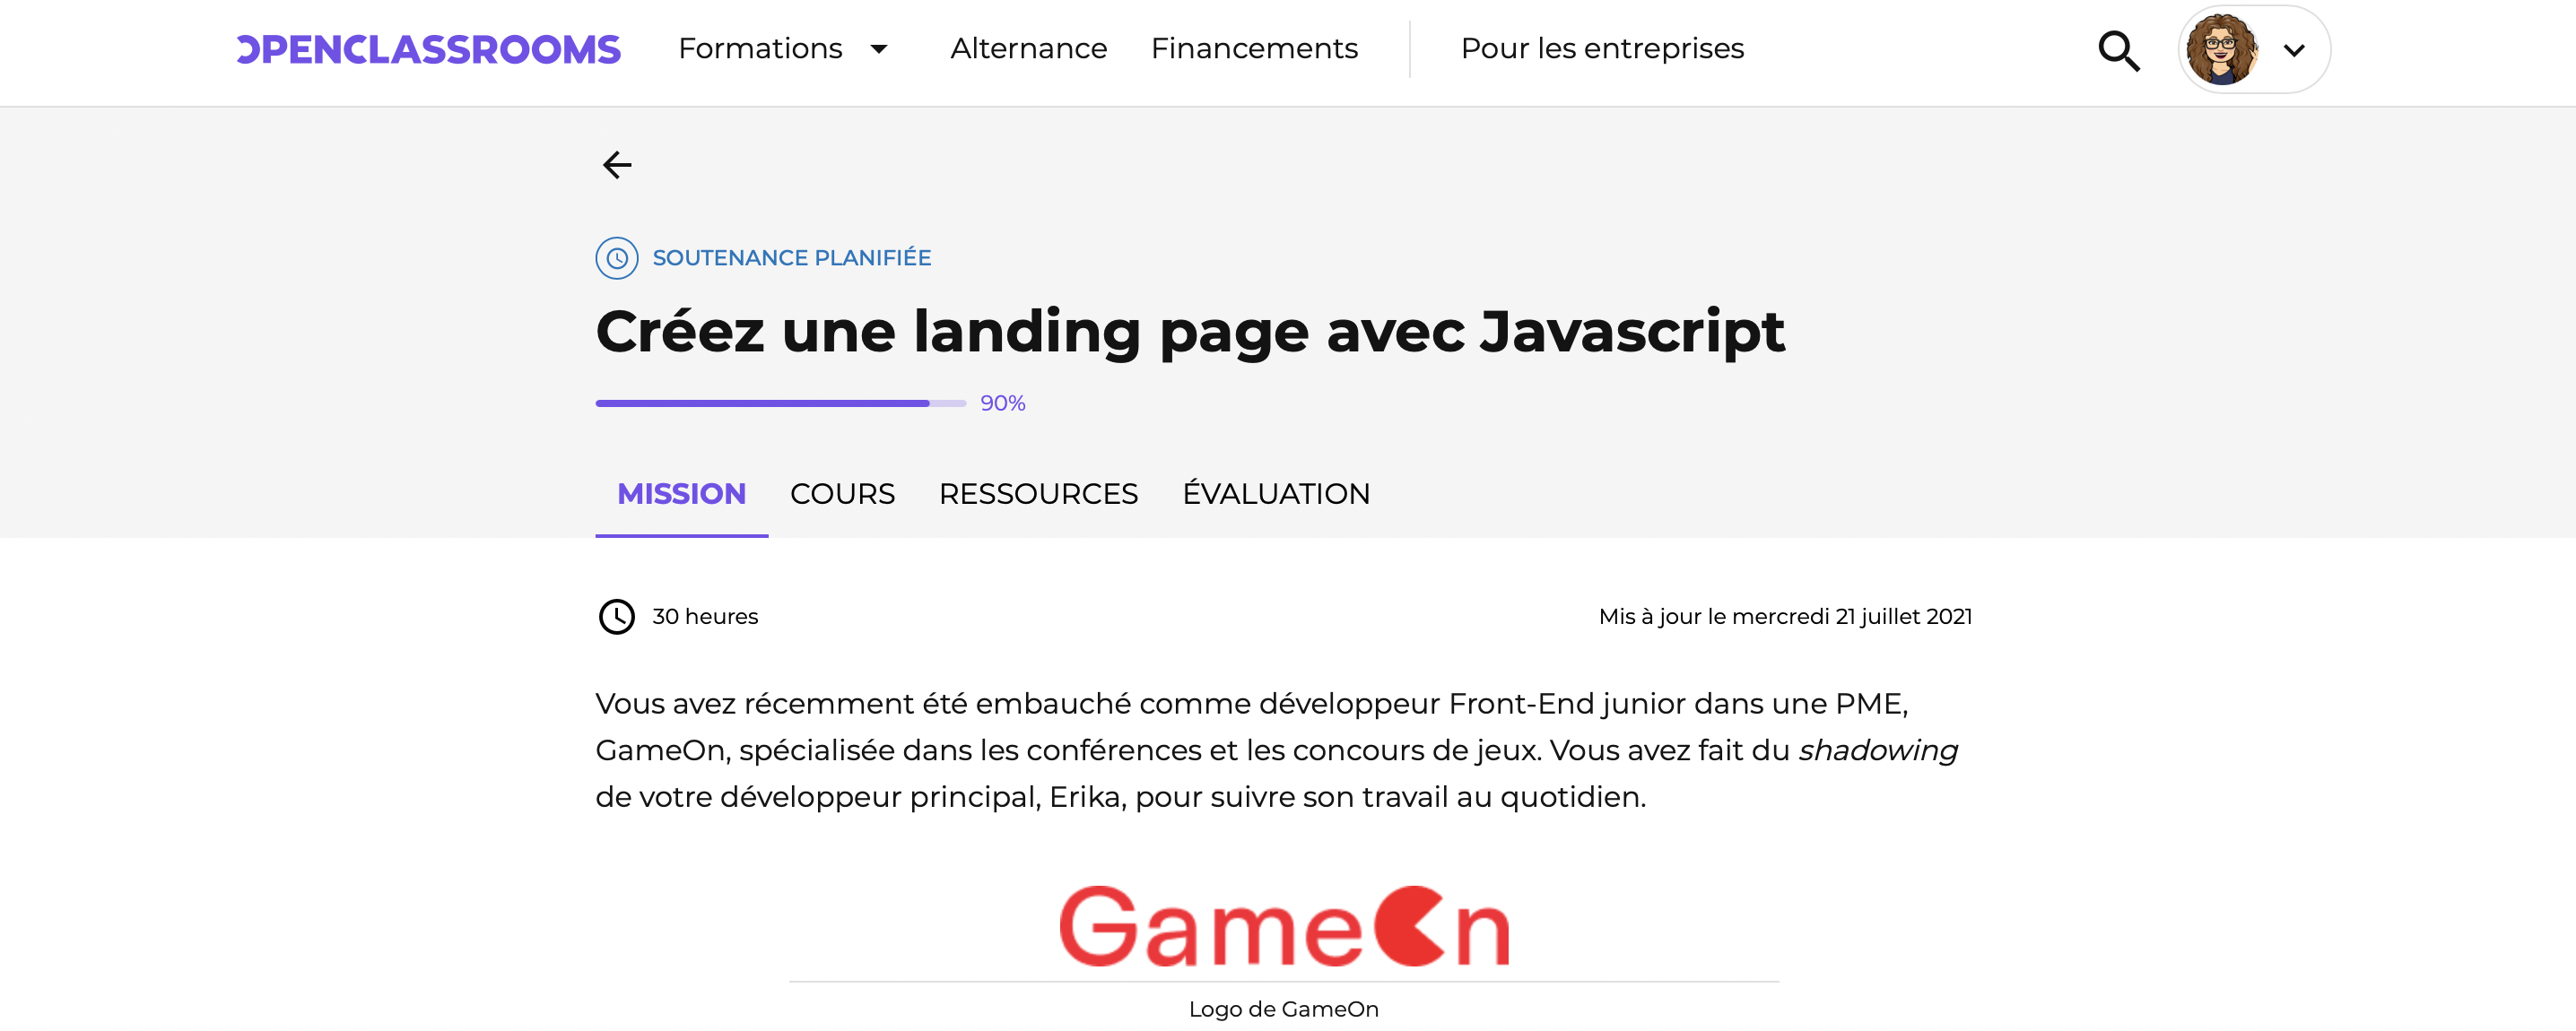 OPENCLASSROOMS Formations Alternance Financements Pour les entreprises
SOUTENANCE PLANIFIÉE
Créez une landing page avec Javascript
90%
MISSION COURS RESSOURCES ÉVALUATION
30 heures Mis à jour le mercredi 21 juillet 2021
Vous avez récemment été embauché comme développeur Front-End junior dans une PME,
GameOn, spécialisée dans les conférences et les concours de jeux. Vous avez fait du shadowing
de votre développeur principal, Erika, pour suivre son travail au quotidien.
GameOn
Logo de GameOn